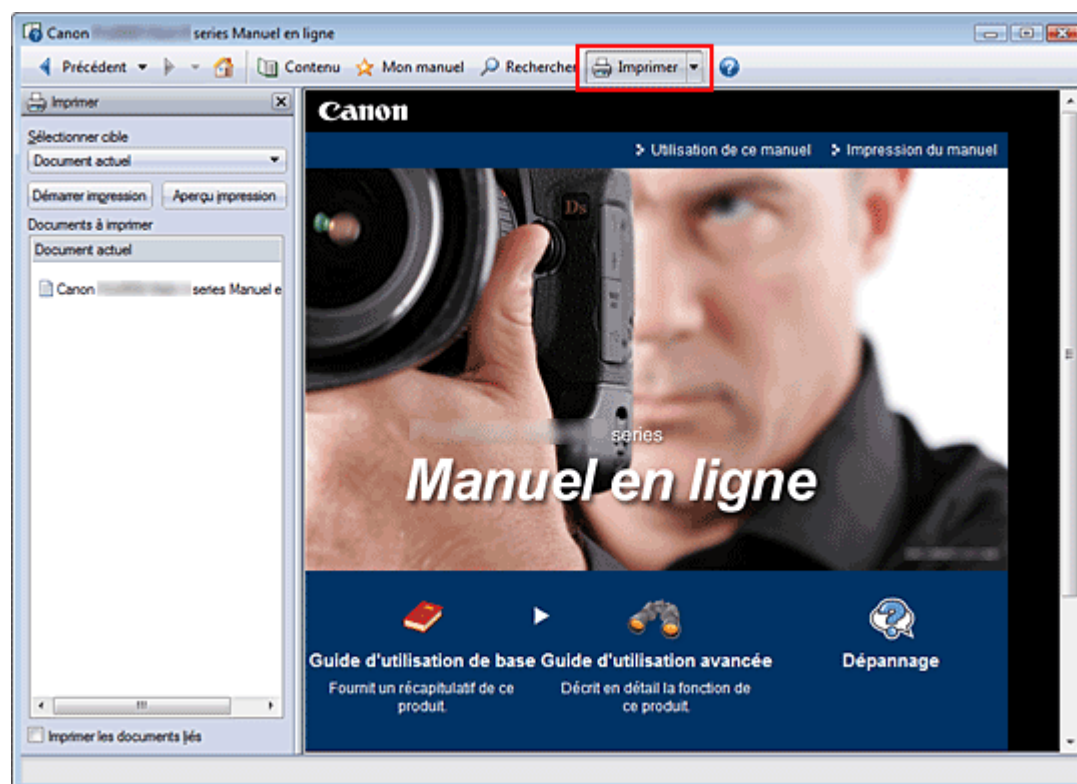 Canon series Manuel en ligne
Précédent Contenu Mon manuel Rechercher Imprimer
Imprimer
Sélectionner cible
Document actuel
Démarrer impression Aperçu impression
Documents à imprimer
Document actuel
Canon series Manuel e
Imprimer les documents liés
Canon
Utilisation de ce manuel Impression du manuel
Ds
series
Manuel en ligne
Guide d'utilisation de base Guide d'utilisation avancée Dépannage
Fournit un récapitulatif de ce Décrit en détail la fonction de
produit. ce produit.